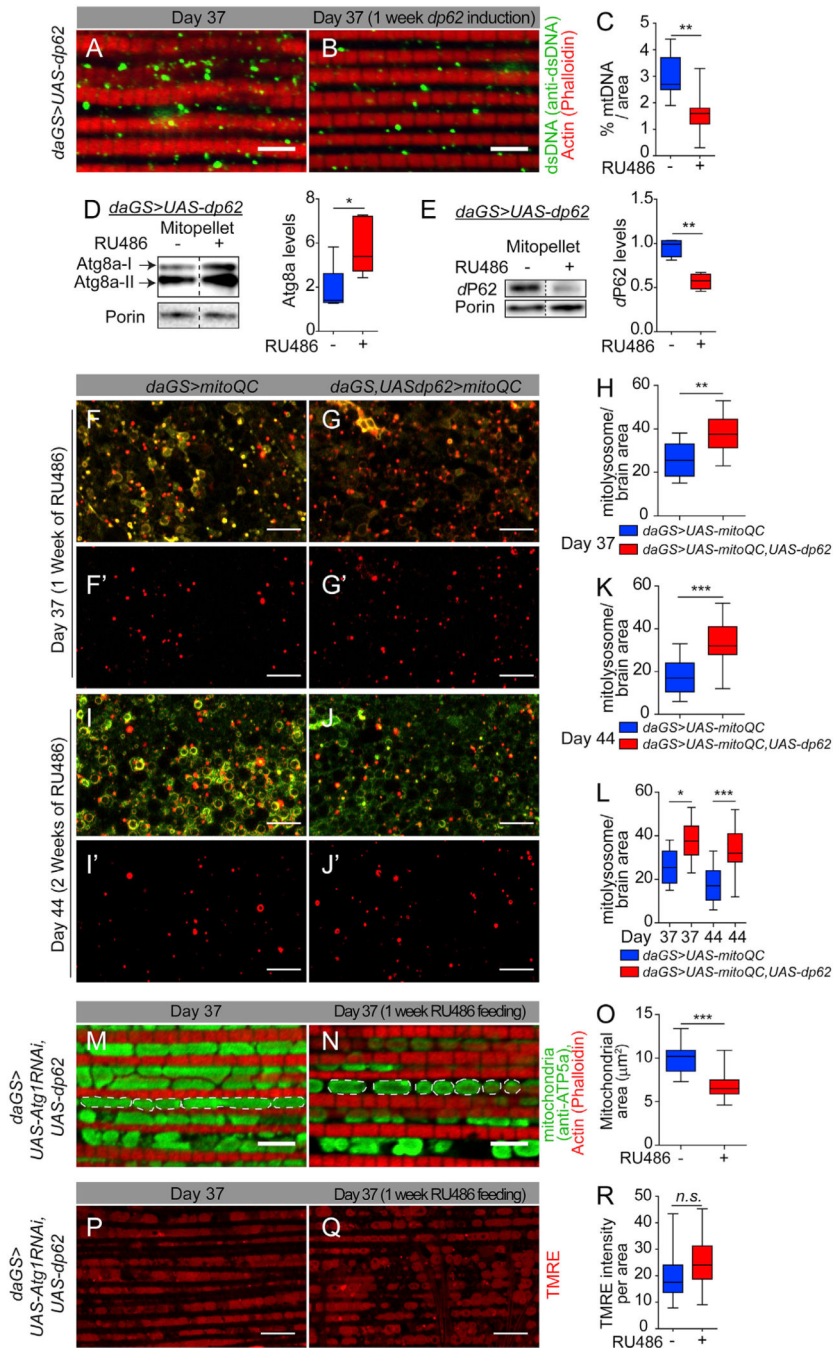 Day 37
Day 37 (1 week dp62 induction)
daGS>UAS-dp62
A
B
dsDNA (anti-dsDNA)
Actin (Phalloidin)
C
**
% mtDNA
/ area
5
4
3
2
1
0
RU486 - +
D
daGS>UAS-dp62
Mitopellet
RU486 - +
Atg8a-I
Atg8a-II
Porin
*
Atg8a levels
8
6
4
2
0
RU486 - +
E
daGS>UAS-dp62
Mitopellet
RU486 - +
dP62
Porin
**
dP62 levels
1.5
1.0
0.5
0.0
RU486 - +
daGS>mitoQC
daGS,UASdp62>mitoQC
Day 37 (1 Week of RU486)
F
G
F'
G'
H
**
mitolysosome/
brain area
60
40
20
0
Day 37
daGS>UAS-mitoQC
daGS>UAS-mitoQC,UAS-dp62
Day 44 (2 Weeks of RU486)
I
J
I'
J'
K
***
mitolysosome/
brain area
60
40
20
0
Day 44
daGS>UAS-mitoQC
daGS>UAS-mitoQC,UAS-dp62
L
* ***
mitolysosome/
brain area
60
40
20
0
Day 37 37 44 44
daGS>UAS-mitoQC
daGS>UAS-mitoQC,UAS-dp62
Day 37
Day 37 (1 week RU486 feeding)
daGS>
UAS-Atg1RNAi,
UAS-dp62
M
N
mitochondria
(anti-ATP5a),
Actin (Phalloidin)
O
***
Mitochondrial
area (µm²)
15
10
5
0
RU486 - +
Day 37
Day 37 (1 week RU486 feeding)
daGS>
UAS-Atg1RNAi,
UAS-dp62
P
Q
TMRE
R
n.s.
TMRE intensity
per area
50
40
30
20
10
0
RU486 - +